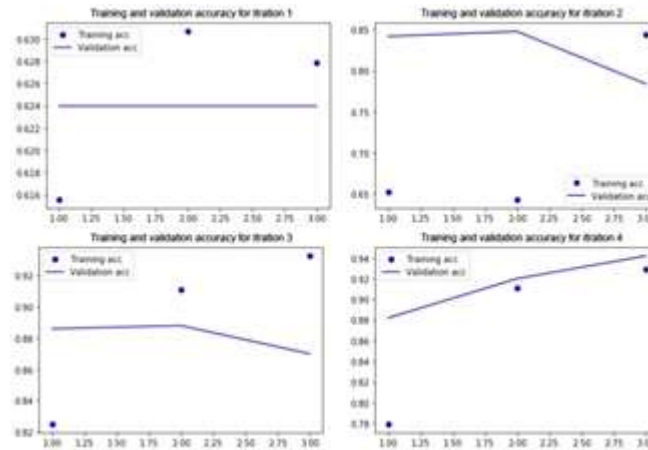 Training and validation accuracy for itration 1
0.630
0.628
0.626
0.624
0.622
0.620
0.618
0.616
Training acc
Validation acc
1.00 1.25 1.50 1.75 2.00 2.25 2.50 2.75 3.00
Training and validation accuracy for itration 2
0.85
0.80
0.75
0.70
0.65
Training acc
Validation acc
1.00 1.25 1.50 1.75 2.00 2.25 2.50 2.75 3.00
Training and validation accuracy for itration 3
0.92
0.90
0.88
0.86
0.84
0.82
Training acc
Validation acc
1.00 1.25 1.50 1.75 2.00 2.25 2.50 2.75 3.00
Training and validation accuracy for itration 4
0.94
0.92
0.90
0.88
0.86
0.84
0.82
0.80
0.78
Training acc
Validation acc
1.00 1.25 1.50 1.75 2.00 2.25 2.50 2.75 3.00